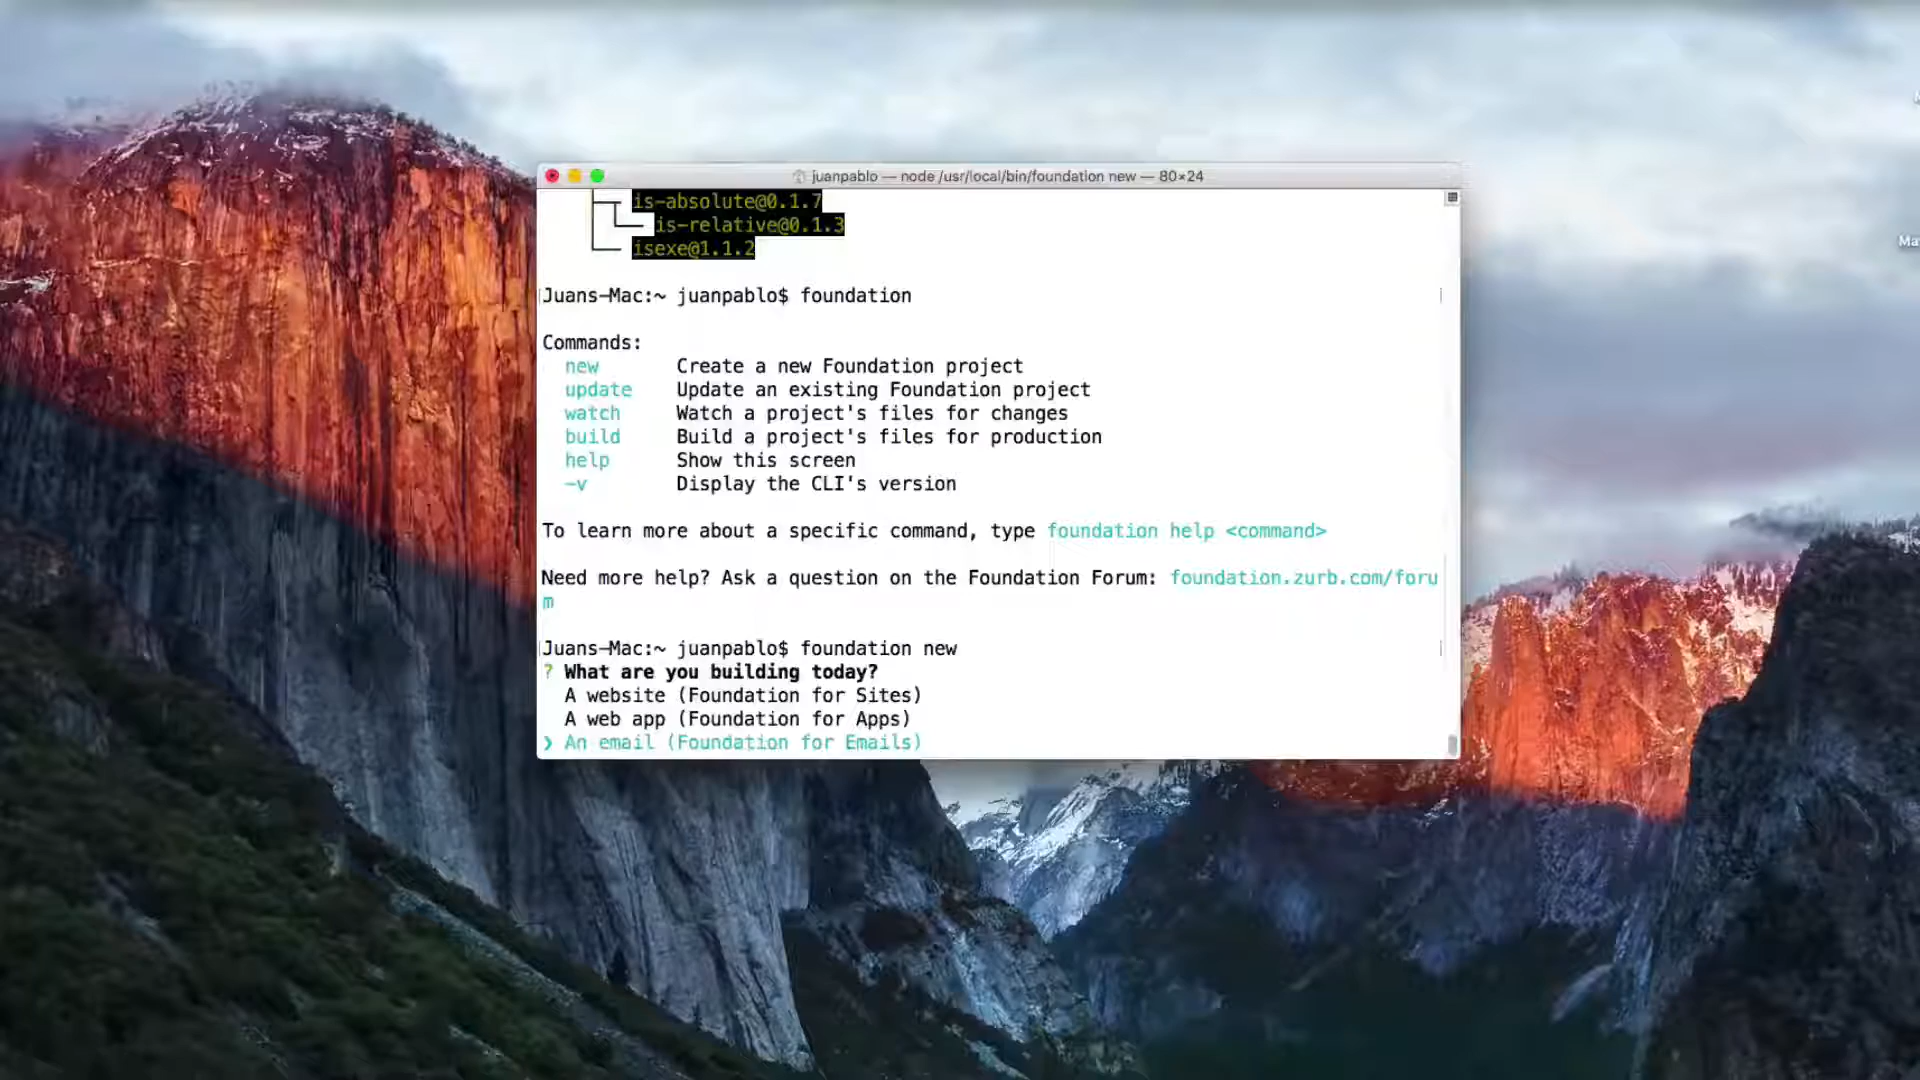 juanpablo — node /usr/local/bin/foundation new — 80×24
is-absolute@0.1.7
is-relative@0.1.3
isexe@1.1.2
Juans-Mac:~ juanpablo$ foundation
Commands:
new Create a new Foundation project
update Update an existing Foundation project
watch Watch a project's files for changes
build Build a project's files for production
help Show this screen
-v Display the CLI's version
To learn more about a specific command, type foundation help <command>
Need more help? Ask a question on the Foundation Forum: foundation.zurb.com/foru
m
Juans-Mac:~ juanpablo$ foundation new
? What are you building today?
A website (Foundation for Sites)
A web app (Foundation for Apps)
❯ An email (Foundation for Emails)